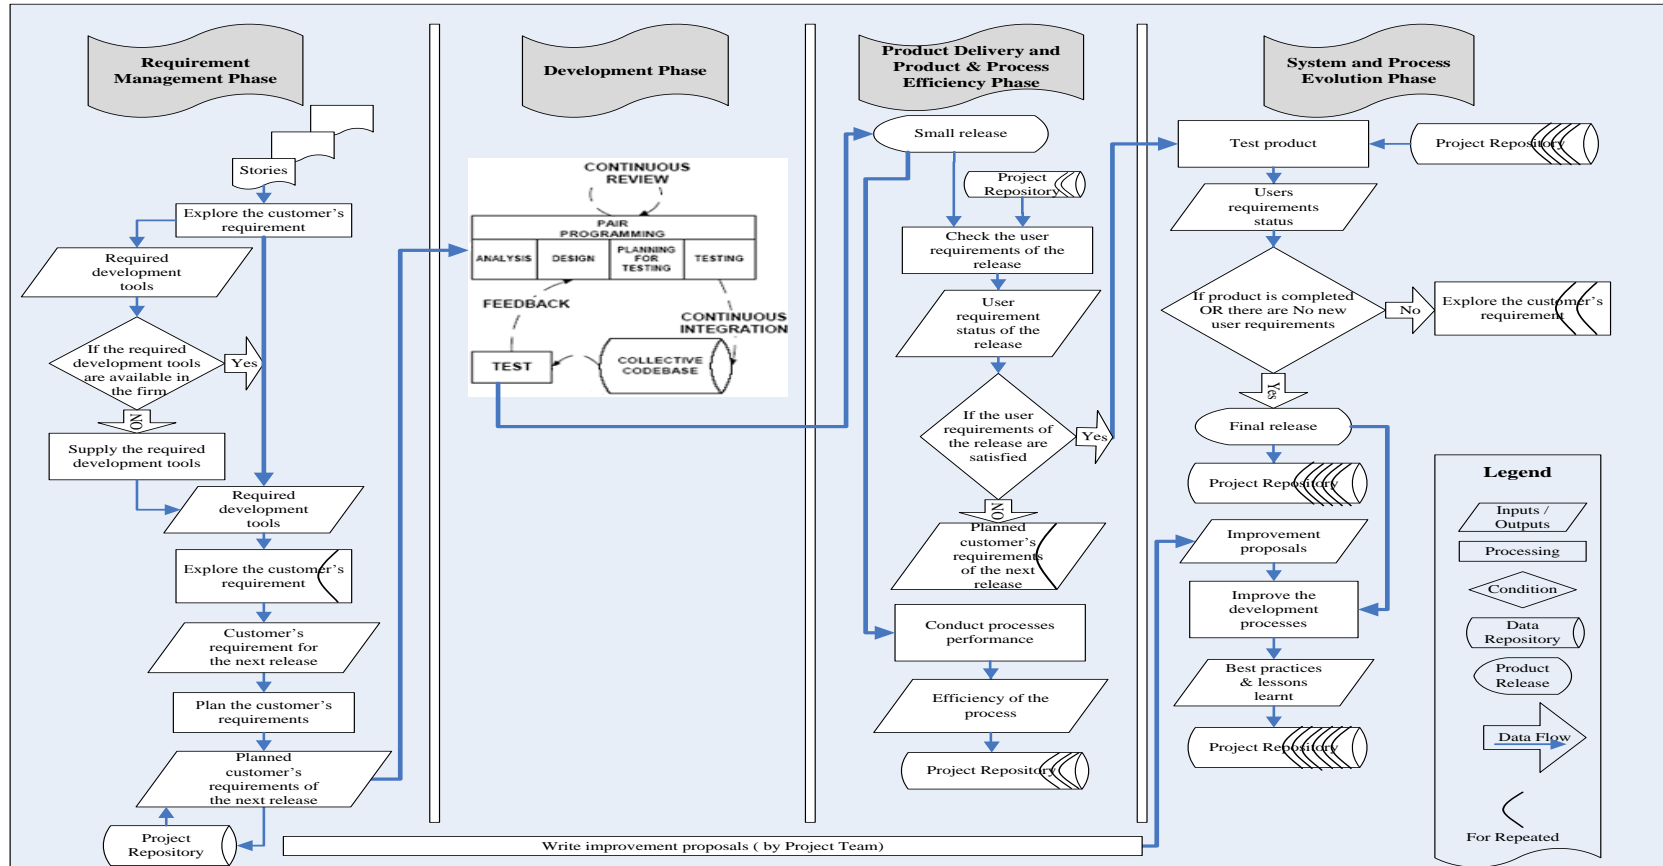 Requirement
Management Phase
Stories
Explore the customer's
requirement
Required
development
tools
If the required
development tools
are available in
the firm
Yes
NO
Supply the required
development tools
Required
development
tools
Explore the customer's
requirement
Customer's
requirement for
the next release
Plan the customer's
requirements
Planned
customer's
requirements of
the next release
Project
Repository
Development Phase
CONTINUOUS
REVIEW
PAIR
PROGRAMMING
ANALYSIS
DESIGN
PLANNING
FOR
TESTING
TESTING
FEEDBACK
CONTINUOUS
INTEGRATION
TEST
COLLECTIVE
CODEBASE
Product Delivery and
Product & Process
Efficiency Phase
Small release
Project
Repository
Check the user
requirements of the
release
User
requirement
status of the
release
If the user
requirements of
the release are
satisfied
Yes
NO
Planned
customer's
requirements
of the next
release
Conduct processes
performance
Efficiency of the
process
Project Repository
System and Process
Evolution Phase
Test product
Project Repository
Users
requirements
status
If product is completed
OR there are No new
user requirements
No
Explore the customer's
requirement
Yes
Final release
Project Repository
Improvement
proposals
Improve the
development
processes
Best practices
& lessons
learnt
Project Repository
Legend
Inputs /
Outputs
Processing
Condition
Data
Repository
Product
Release
Data Flow
For Repeated
Write improvement proposals ( by Project Team)